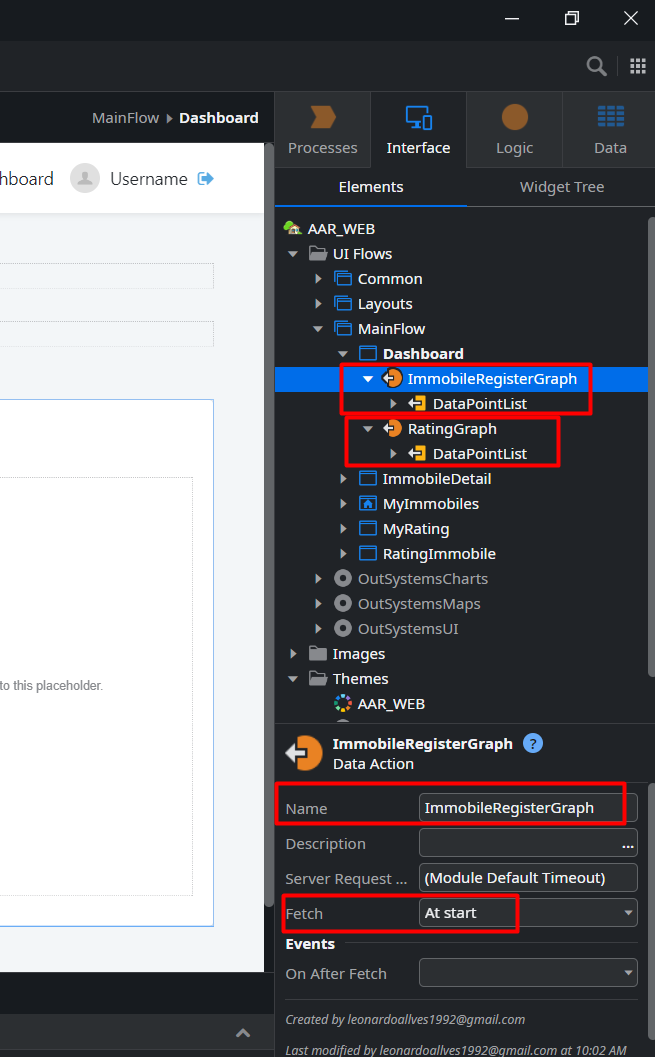 MainFlow Dashboard
Processes Interface Logic Data
hboard Username
Elements Widget Tree
AAR_WEB
UI Flows
Common
Layouts
MainFlow
Dashboard
ImmobileRegisterGraph
DataPointList
RatingGraph
DataPointList
ImmobileDetail
MyImmobiles
MyRating
RatingImmobile
OutSystemsCharts
OutSystemsMaps
OutSystemsUI
Images
to this placeholder.
Themes
AAR_WEB
ImmobileRegisterGraph ?
Data Action
Name ImmobileRegisterGraph
Description ...
Server Request ... (Module Default Timeout)
Fetch At start
Events
On After Fetch
Created by leonardoallves1992@gmail.com
Last modified by leonardoallves1992@gmail.com at 10:02 AM